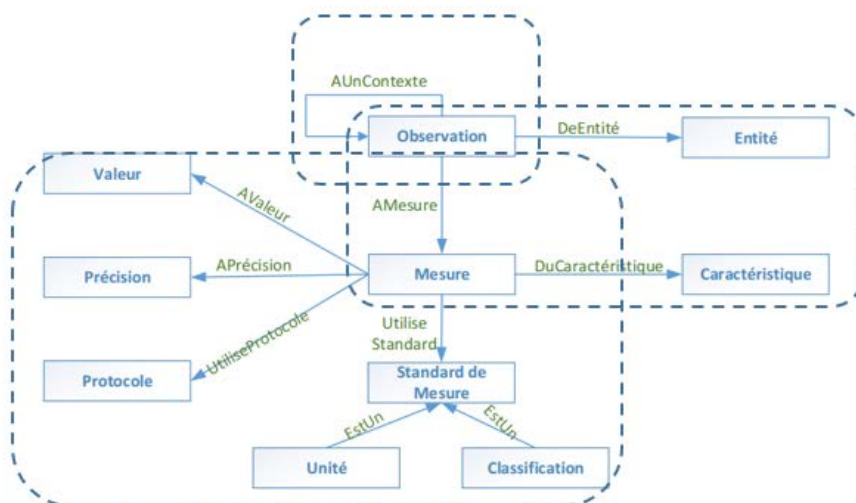 AUnContexte
Observation
DeEntité
Entité
Valeur
AValeur
AMesure
Précision
APrécision
Mesure
DuCaractéristique
Caractéristique
UtiliseProtocole
Utilise
Standard
Protocole
Standard de
Mesure
EstUn
EstUn
Unité
Classification